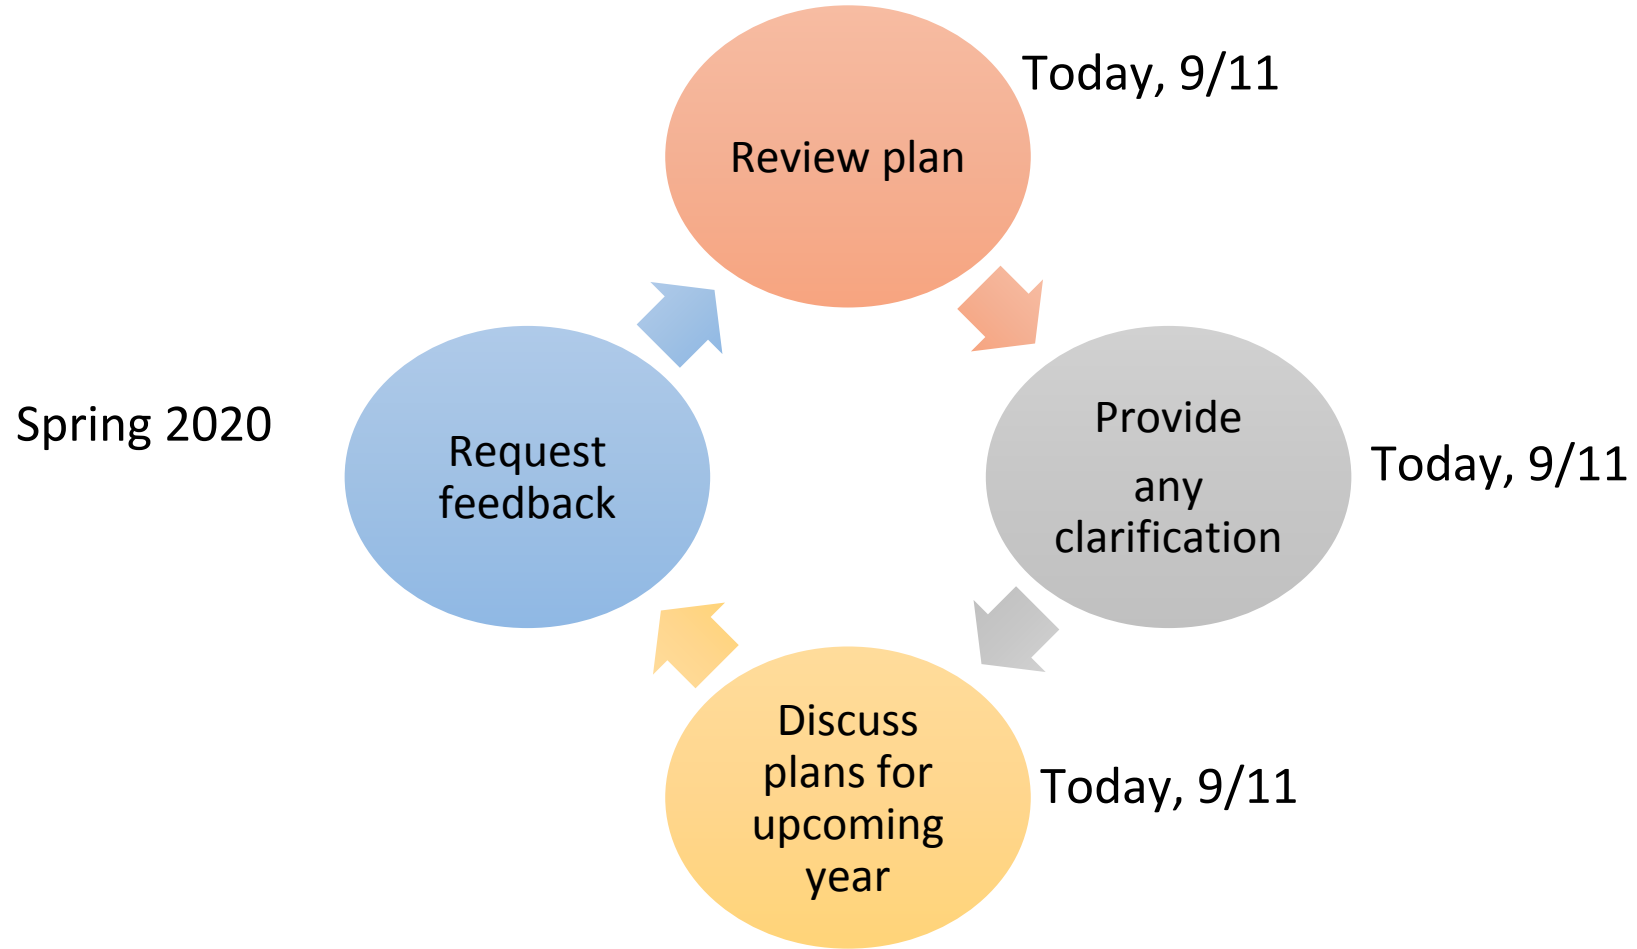 Today, 9/11
Review plan
Provide
any
clarification
Today, 9/11
Discuss
plans for
upcoming
year
Today, 9/11
Request
feedback
Spring 2020